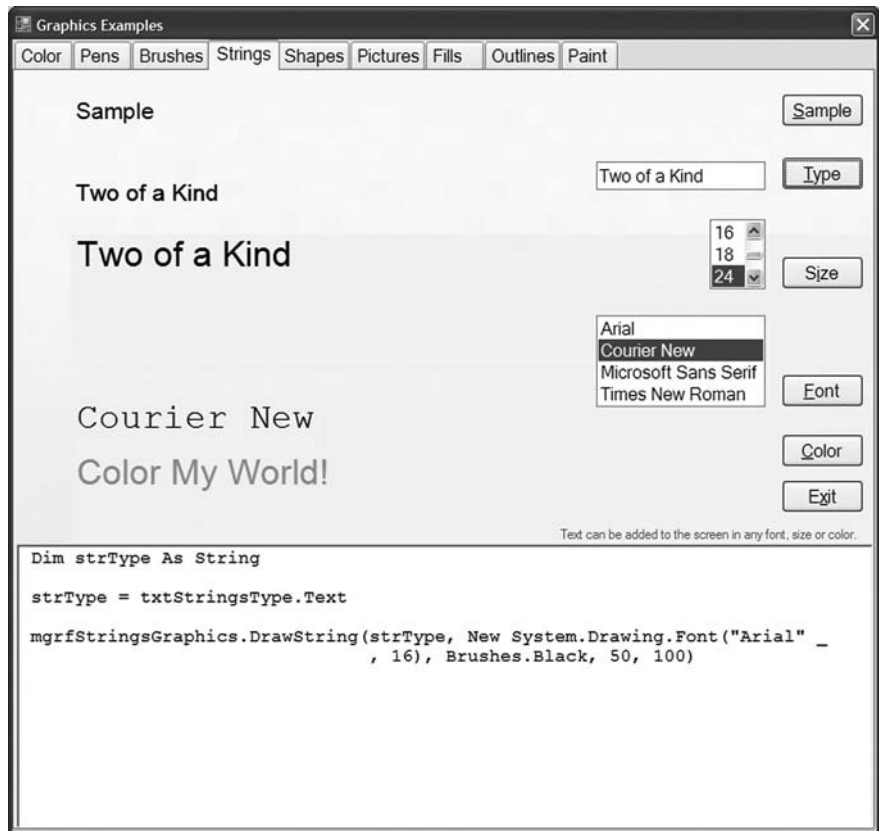 Graphics Examples
Color Pens Brushes Strings Shapes Pictures Fills Outlines Paint
Sample
Sample
Two of a Kind
Type
Two of a Kind
Two of a Kind
16
18
24
Size
Arial
Courier New
Microsoft Sans Serif
Times New Roman
Font
Courier New
Color
Color My World!
Exit
Text can be added to the screen in any font, size or color.
Dim strType As String
strType = txtStringsType.Text
mgrfStringsGraphics.DrawString(strType, New System.Drawing.Font("Arial" _
, 16), Brushes.Black, 50, 100)